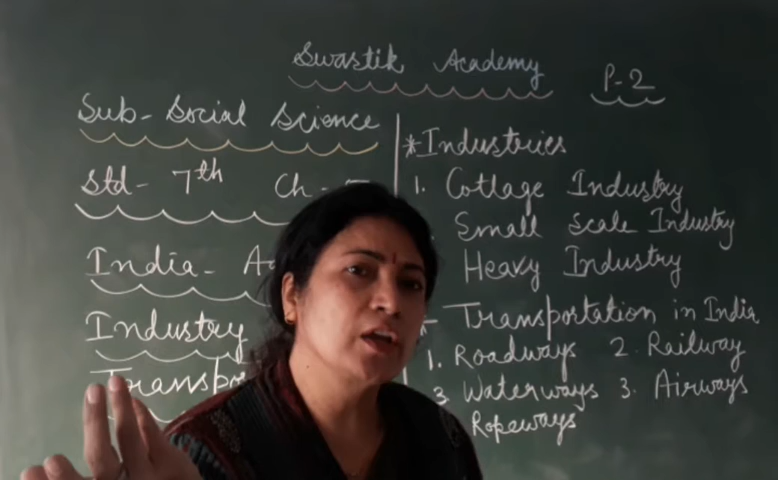 Swastik Academy
P-2
Sub- Social Science
Std- 7th Ch-
India-
Industry
*Industries
1. Cottage Industry
Small Scale Industry
Heavy Industry
Transportation in India
1. Roadways 2. Railway
3. Waterways 3. Airways
Ropeways